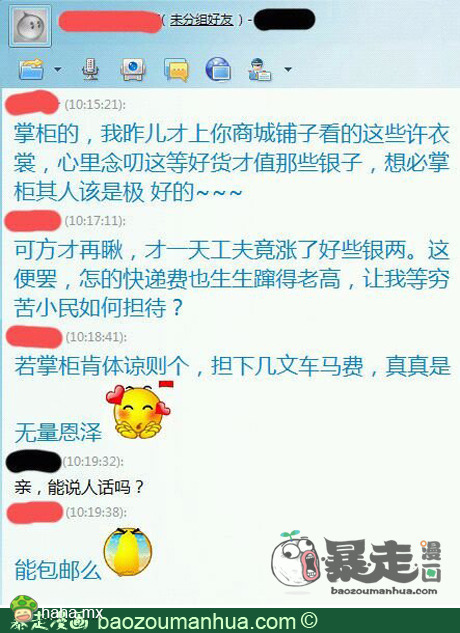 (未分组好友) -
(10:15:21):
掌柜的，我昨儿才上你商城铺子看的这些许衣
裳，心里念叨这等好货才值那些银子，想必掌
柜其人该是极 好的~~~
(10:17:11):
可方才再瞅，才一天工夫竟涨了好些银两。这
便罢，怎的快递费也生生蹿得老高，让我等穷
苦小民如何担待？
(10:18:41):
若掌柜肯体谅则个，担下几文车马费，真真是
无量恩泽
(10:19:32):
亲，能说人话吗？
(10:19:38):
能包邮么
暴走漫画
baozoumanhua.com
hana.mx
暴走漫画 baozoumanhua.com ©